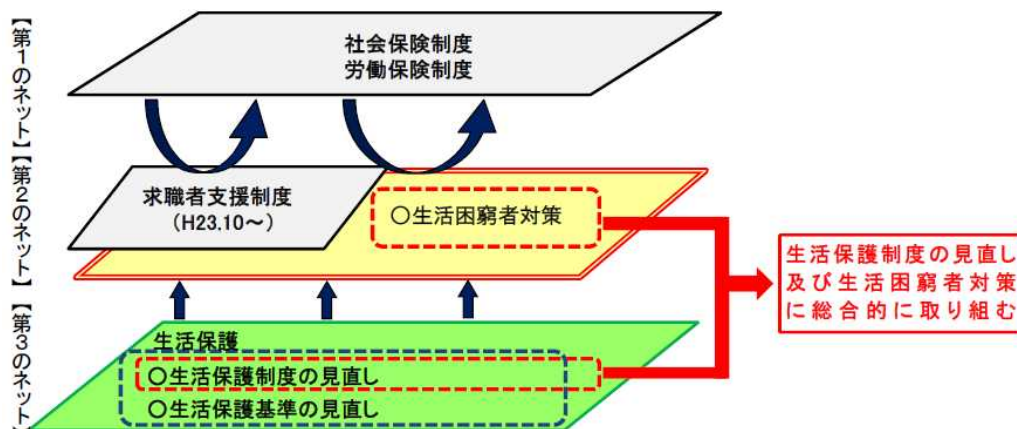 【第1のネット】
社会保険制度
労働保険制度
【第2のネット】
求職者支援制度
(H23.10~)
○生活困窮者対策
生活保護制度の見直し
及び生活困窮者対策
に総合的に取り組む
【第3のネット】
生活保護
○生活保護制度の見直し
○生活保護基準の見直し